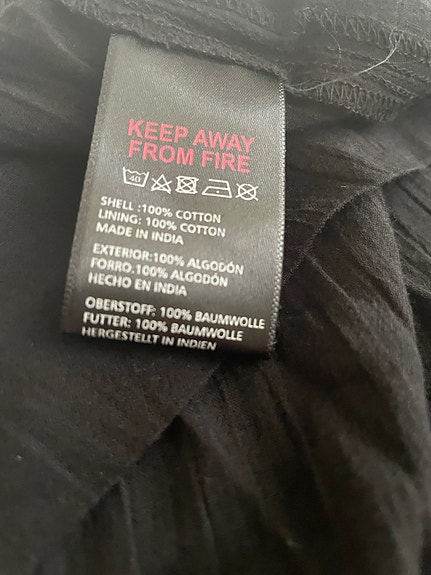 KEEP AWAY
FROM FIRE
40
SHELL :100% COTTON
LINING: 100% COTTON
MADE IN INDIA
EXTERIOR:100% ALGODÓN
FORRO:100% ALGODÓN
HECHO EN INDIA
OBERSTOFF: 100% BAUMWOLLE
FUTTER: 100% BAUMWOLLE
HERGESTELLT IN INDIEN